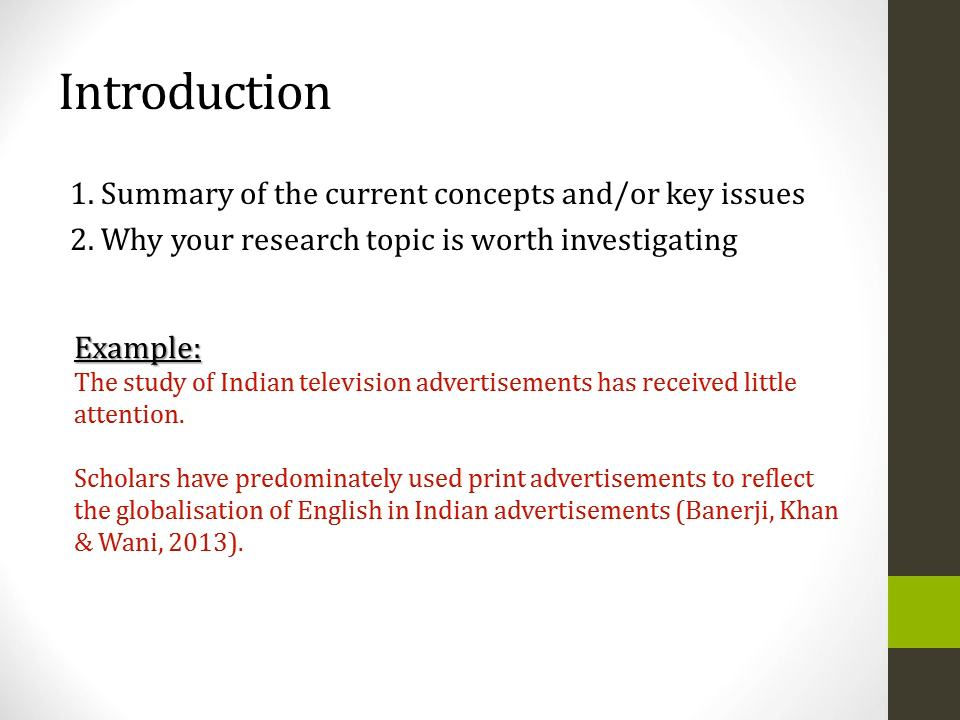 Introduction
1. Summary of the current concepts and/or key issues
2. Why your research topic is worth investigating
Example:
The study of Indian television advertisements has received little
attention.
Scholars have predominately used print advertisements to reflect
the globalisation of English in Indian advertisements (Banerji, Khan
& Wani, 2013).